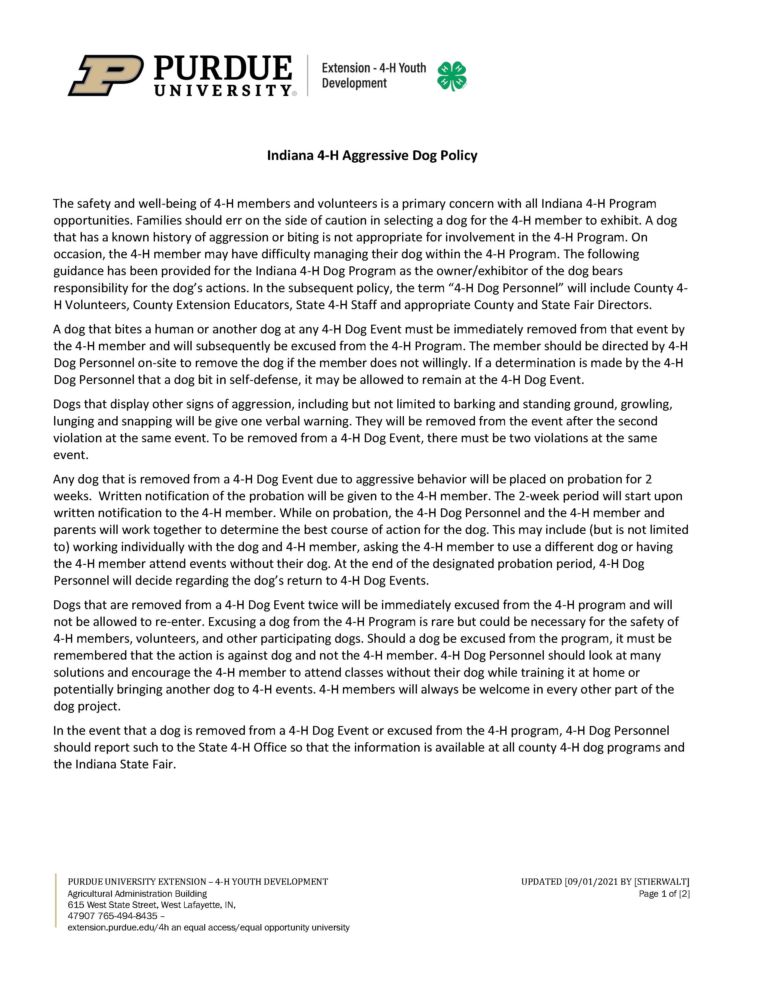 PURDUE
UNIVERSITY®
Extension - 4-H Youth
Development
H H H H
Indiana 4-H Aggressive Dog Policy
The safety and well-being of 4-H members and volunteers is a primary concern with all Indiana 4-H Program
opportunities. Families should err on the side of caution in selecting a dog for the 4-H member to exhibit. A dog
that has a known history of aggression or biting is not appropriate for involvement in the 4-H Program. On
occasion, the 4-H member may have difficulty managing their dog within the 4-H Program. The following
guidance has been provided for the Indiana 4-H Dog Program as the owner/exhibitor of the dog bears
responsibility for the dog’s actions. In the subsequent policy, the term “4-H Dog Personnel” will include County 4-
H Volunteers, County Extension Educators, State 4-H Staff and appropriate County and State Fair Directors.
A dog that bites a human or another dog at any 4-H Dog Event must be immediately removed from that event by
the 4-H member and will subsequently be excused from the 4-H Program. The member should be directed by 4-H
Dog Personnel on-site to remove the dog if the member does not willingly. If a determination is made by the 4-H
Dog Personnel that a dog bit in self-defense, it may be allowed to remain at the 4-H Dog Event.
Dogs that display other signs of aggression, including but not limited to barking and standing ground, growling,
lunging and snapping will be give one verbal warning. They will be removed from the event after the second
violation at the same event. To be removed from a 4-H Dog Event, there must be two violations at the same
event.
Any dog that is removed from a 4-H Dog Event due to aggressive behavior will be placed on probation for 2
weeks.  Written notification of the probation will be given to the 4-H member. The 2-week period will start upon
written notification to the 4-H member. While on probation, the 4-H Dog Personnel and the 4-H member and
parents will work together to determine the best course of action for the dog. This may include (but is not limited
to) working individually with the dog and 4-H member, asking the 4-H member to use a different dog or having
the 4-H member attend events without their dog. At the end of the designated probation period, 4-H Dog
Personnel will decide regarding the dog’s return to 4-H Dog Events.
Dogs that are removed from a 4-H Dog Event twice will be immediately excused from the 4-H program and will
not be allowed to re-enter. Excusing a dog from the 4-H Program is rare but could be necessary for the safety of
4-H members, volunteers, and other participating dogs. Should a dog be excused from the program, it must be
remembered that the action is against dog and not the 4-H member. 4-H Dog Personnel should look at many
solutions and encourage the 4-H member to attend classes without their dog while training it at home or
potentially bringing another dog to 4-H events. 4-H members will always be welcome in every other part of the
dog project.
In the event that a dog is removed from a 4-H Dog Event or excused from the 4-H program, 4-H Dog Personnel
should report such to the State 4-H Office so that the information is available at all county 4-H dog programs and
the Indiana State Fair.
PURDUE UNIVERSITY EXTENSION – 4-H YOUTH DEVELOPMENT
Agricultural Administration Building
615 West State Street, West Lafayette, IN,
47907 765-494-8435 –
extension.purdue.edu/4h an equal access/equal opportunity university
UPDATED [09/01/2021 BY [STIERWALT]
Page 1 of [2]